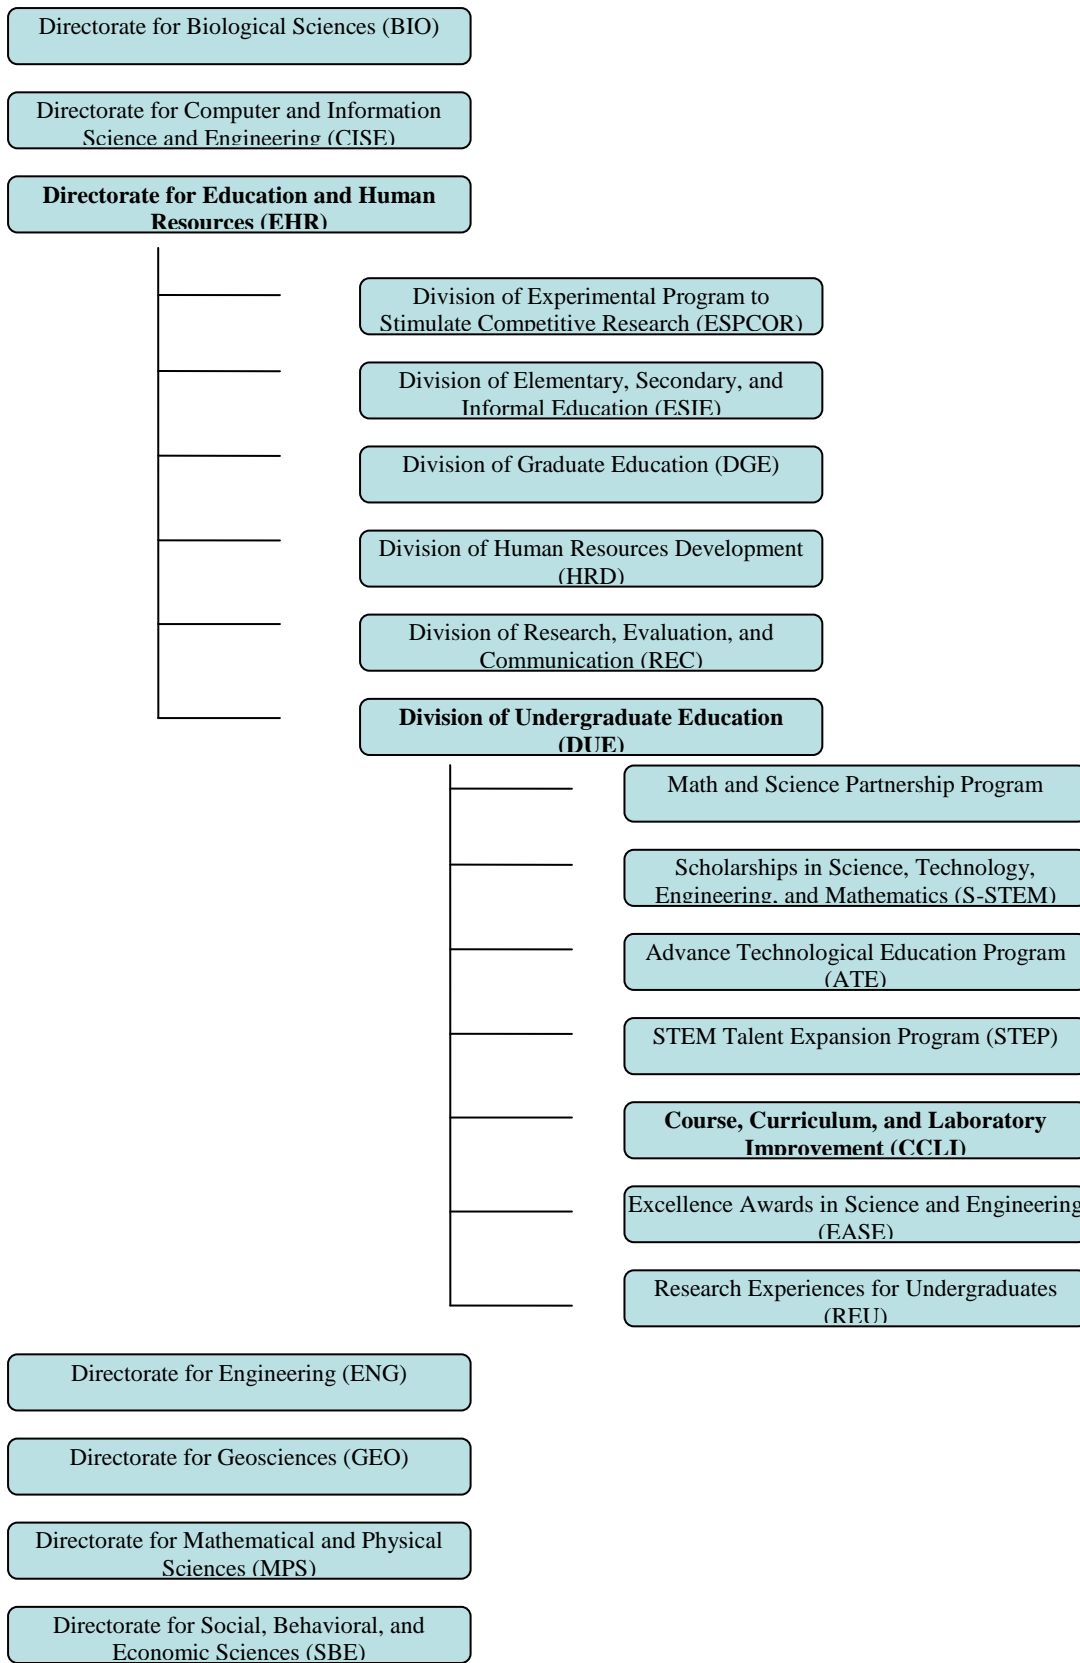 Directorate for Biological Sciences (BIO)
Directorate for Computer and Information
Science and Engineering (CISE)
Directorate for Education and Human
Resources (EHR)
Division of Experimental Program to
Stimulate Competitive Research (ESPCOR)
Division of Elementary, Secondary, and
Informal Education (ESIE)
Division of Graduate Education (DGE)
Division of Human Resources Development
(HRD)
Division of Research, Evaluation, and
Communication (REC)
Division of Undergraduate Education
(DUE)
Math and Science Partnership Program
Scholarships in Science, Technology,
Engineering, and Mathematics (S-STEM)
Advance Technological Education Program
(ATE)
STEM Talent Expansion Program (STEP)
Course, Curriculum, and Laboratory
Improvement (CCLI)
Excellence Awards in Science and Engineering
(EASE)
Research Experiences for Undergraduates
(REU)
Directorate for Engineering (ENG)
Directorate for Geosciences (GEO)
Directorate for Mathematical and Physical
Sciences (MPS)
Directorate for Social, Behavioral, and
Economic Sciences (SBE)